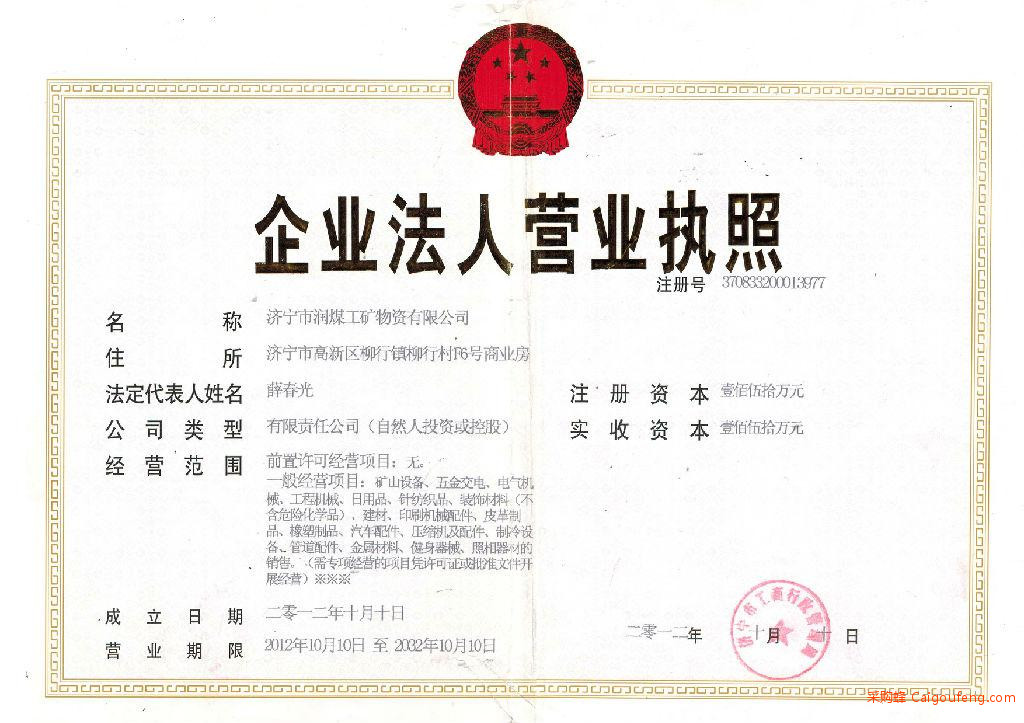 企业法人营业执照
注册号 370833200013977
名称 济宁市润煤工矿物资有限公司
住所 济宁市高新区柳行镇柳行村F6号商业房
法定代表人姓名 薛春光 注册资本 壹佰伍拾万元
公司类型 有限责任公司（自然人投资或控股） 实收资本 壹佰伍拾万元
经营范围 前置许可经营项目：无。
一般经营项目：矿山设备、五金交电、电气机
械、工程机械、日用品、针纺织品、装饰材料（不
含危险化学品）、建材、印刷机械配件、皮革制
品、橡塑制品、汽车配件、压缩机及配件、制冷设
备、管道配件、金属材料、健身器械、照相器材的
销售。（需专项经营的项目凭许可证或批准文件开
展经营）※※※
成立日期 二零一二年十月十日
营业期限 2012年10月10日 至 2032年10月10日
二零一二年 十月 十日
济宁市工商行政管理局
采购蜂 Caigoufeng.com